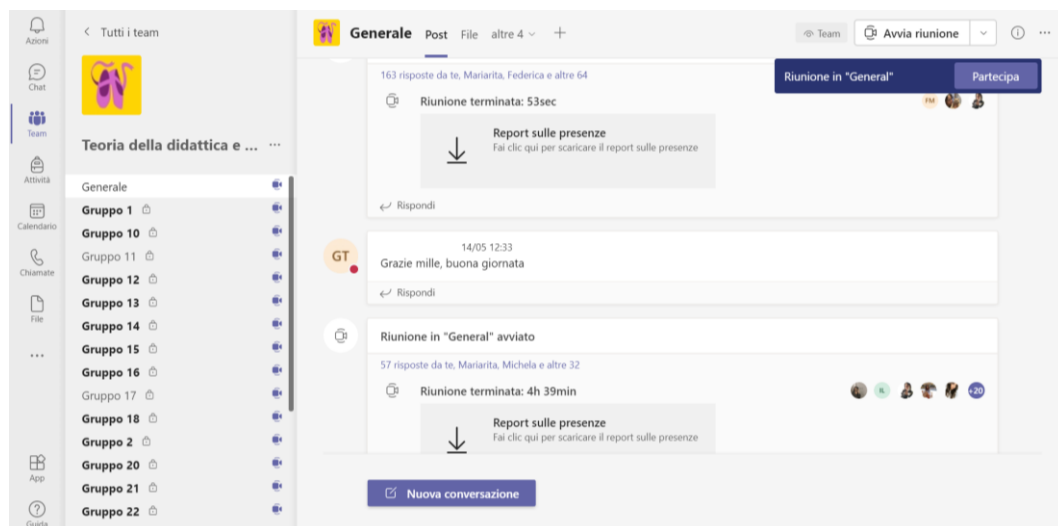 Azioni
Chat
Team
Attività
Calendario
Chiamate
File
...
App
Guida
< Tutti i team
Teoria della didattica e ... ...
Generale
Gruppo 1
Gruppo 10
Gruppo 11
Gruppo 12
Gruppo 13
Gruppo 14
Gruppo 15
Gruppo 16
Gruppo 17
Gruppo 18
Gruppo 2
Gruppo 20
Gruppo 21
Gruppo 22
Generale Post File altre 4 +
Team Avvia riunione ...
Riunione in "General" Partecipa
163 risposte da te, Mariarita, Federica e altre 64
Riunione terminata: 53sec FM
Report sulle presenze
Fai clic qui per scaricare il report sulle presenze
Rispondi
GT 14/05 12:33
Grazie mille, buona giornata
Rispondi
Riunione in "General" avviato
57 risposte da te, Mariarita, Michela e altre 32
Riunione terminata: 4h 39min IL +20
Report sulle presenze
Fai clic qui per scaricare il report sulle presenze
Nuova conversazione